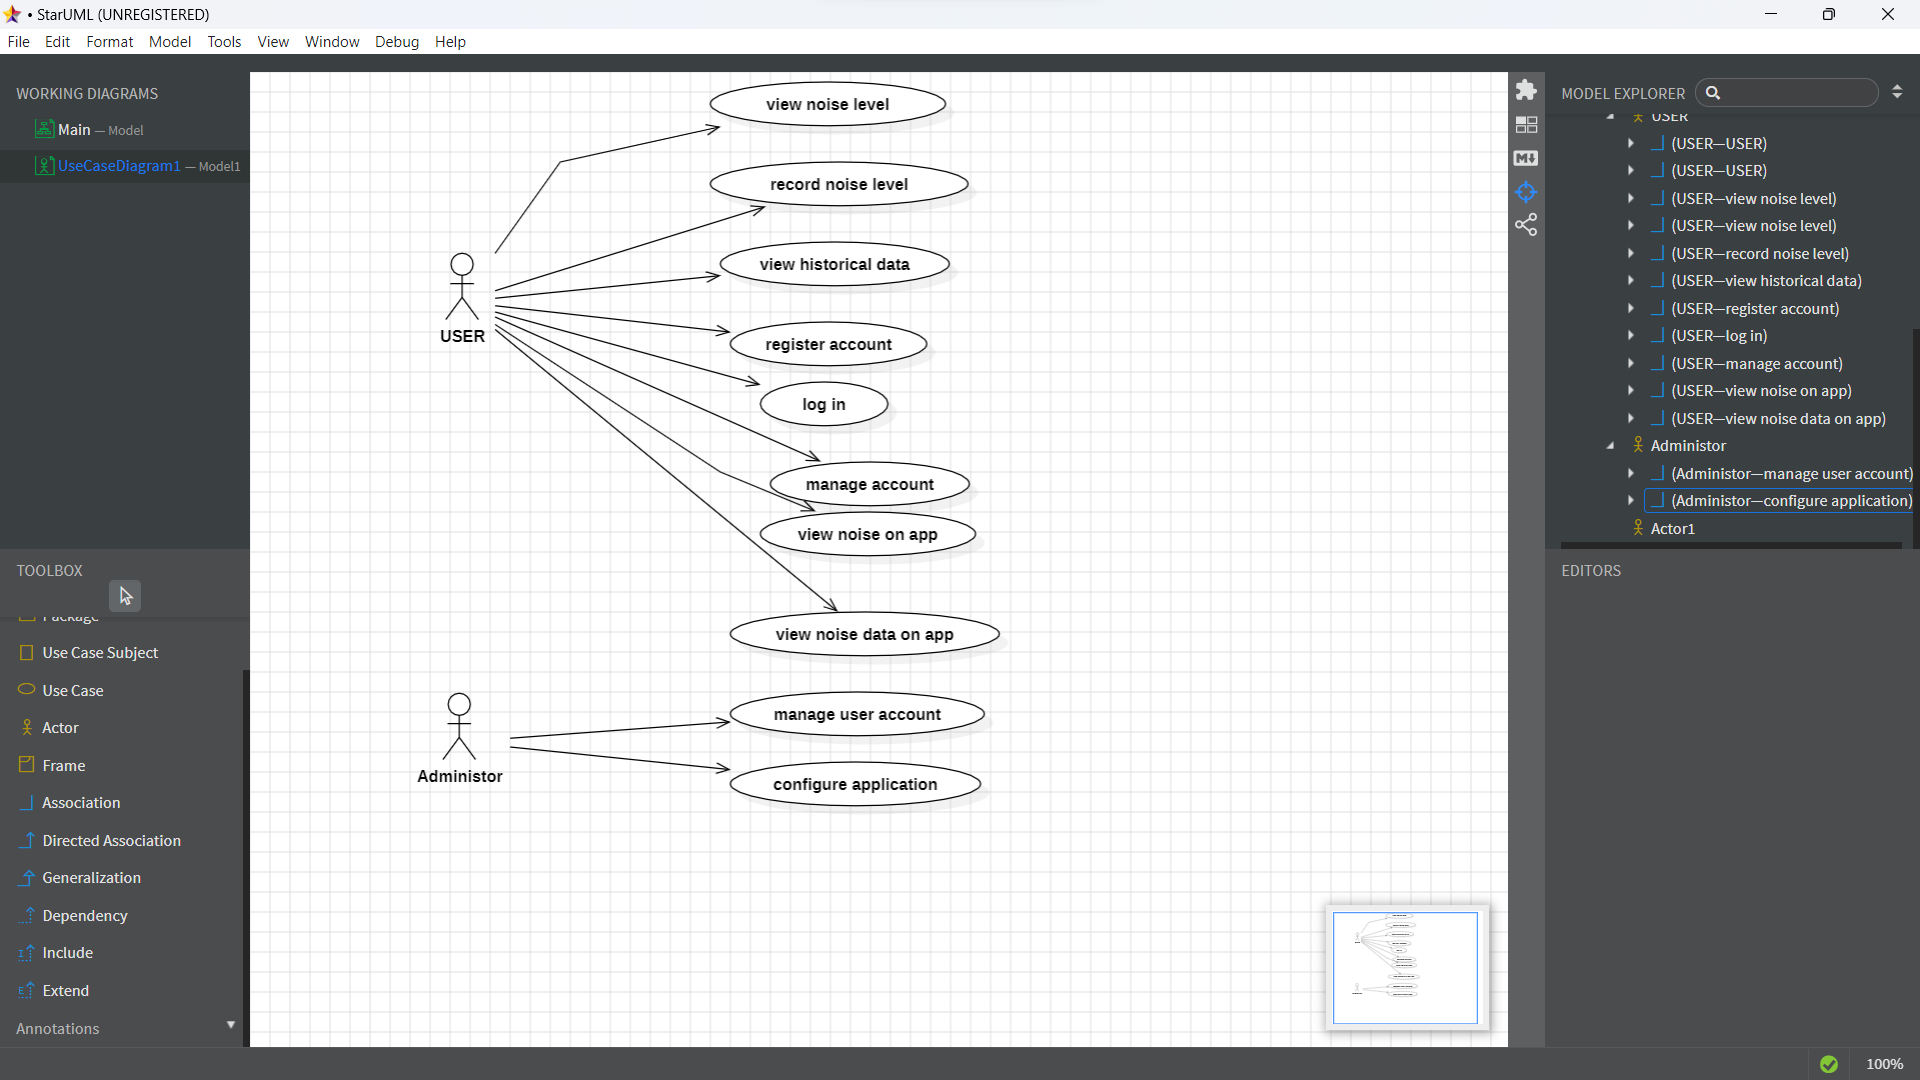 • StarUML (UNREGISTERED)
File Edit Format Model Tools View Window Debug Help
WORKING DIAGRAMS
Main — Model
UseCaseDiagram1 — Model1
TOOLBOX
Package
Use Case Subject
Use Case
Actor
Frame
Association
Directed Association
Generalization
Dependency
Include
Extend
Annotations
view noise level
record noise level
view historical data
USER
register account
log in
manage account
view noise on app
view noise data on app
manage user account
Administor
configure application
MODEL EXPLORER
USER
(USER—USER)
(USER—USER)
(USER—view noise level)
(USER—view noise level)
(USER—record noise level)
(USER—view historical data)
(USER—register account)
(USER—log in)
(USER—manage account)
(USER—view noise on app)
(USER—view noise data on app)
Administor
(Administor—manage user account)
(Administor—configure application)
Actor1
EDITORS
100%